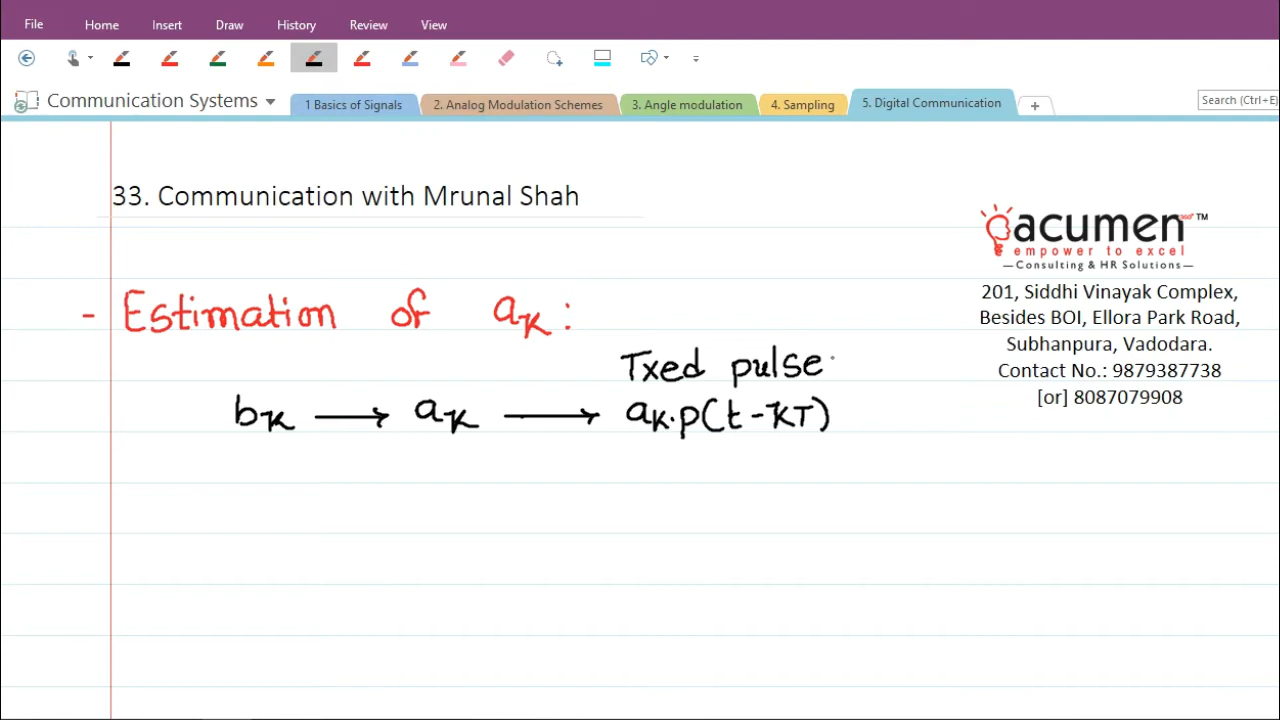 File Home Insert Draw History Review View
Communication Systems 1 Basics of Signals 2. Analog Modulation Schemes 3. Angle modulation 4. Sampling 5. Digital Communication + Search (Ctrl+E)
33. Communication with Mrunal Shah
acumen TM
empower to excel
Consulting & HR Solutions
201, Siddhi Vinayak Complex,
Besides BOI, Ellora Park Road,
Subhanpura, Vadodara.
Contact No.: 9879387738
[or] 8087079908
- Estimation of aK:
Txed pulse
bK → aK → aK.p(t-KT)